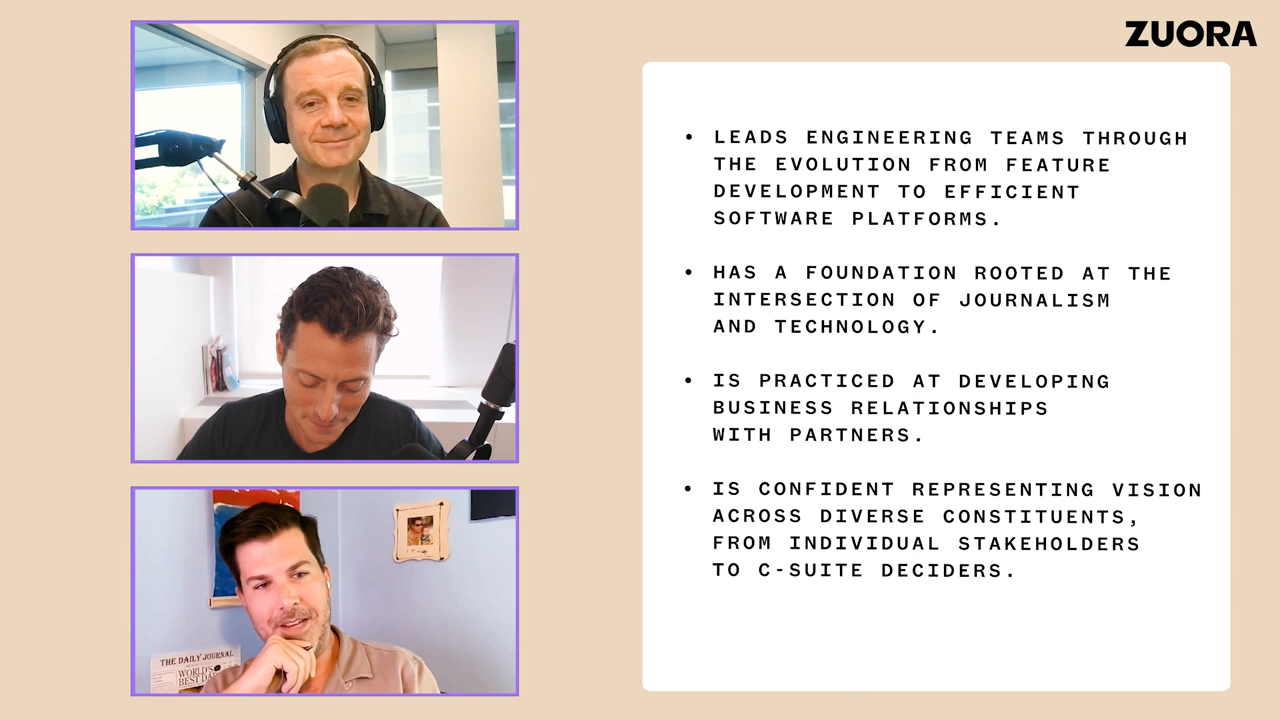 ZUORA
• LEADS ENGINEERING TEAMS THROUGH
THE EVOLUTION FROM FEATURE
DEVELOPMENT TO EFFICIENT
SOFTWARE PLATFORMS.
• HAS A FOUNDATION ROOTED AT THE
INTERSECTION OF JOURNALISM
AND TECHNOLOGY.
• IS PRACTICED AT DEVELOPING
BUSINESS RELATIONSHIPS
WITH PARTNERS.
• IS CONFIDENT REPRESENTING VISION
ACROSS DIVERSE CONSTITUENTS,
FROM INDIVIDUAL STAKEHOLDERS
TO C-SUITE DECIDERS.
THE DAILY JOURNAL
WORLD'S
BEST